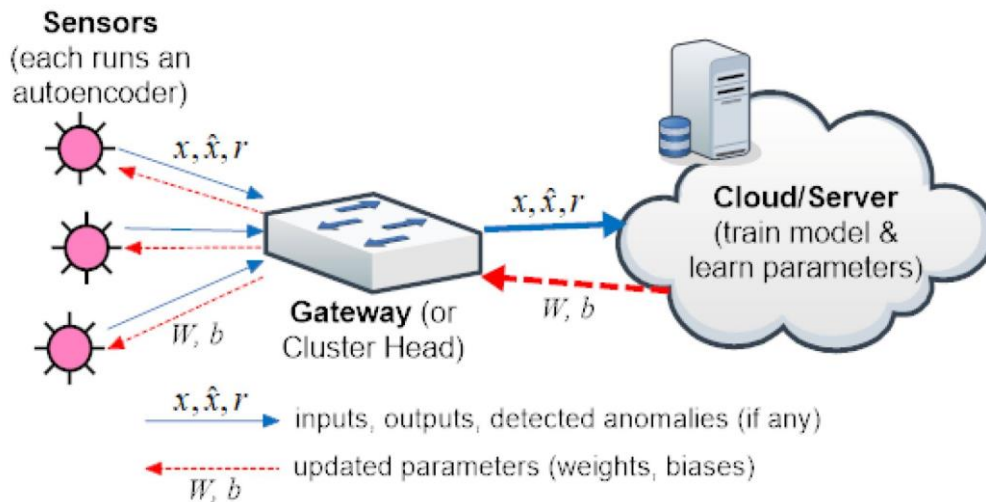 Sensors
(each runs an
autoencoder)
x, x̂, r
x, x̂, r
Cloud/Server
(train model &
learn parameters)
W, b
Gateway (or
Cluster Head)
W, b
x, x̂, r
inputs, outputs, detected anomalies (if any)
updated parameters (weights, biases)
W, b